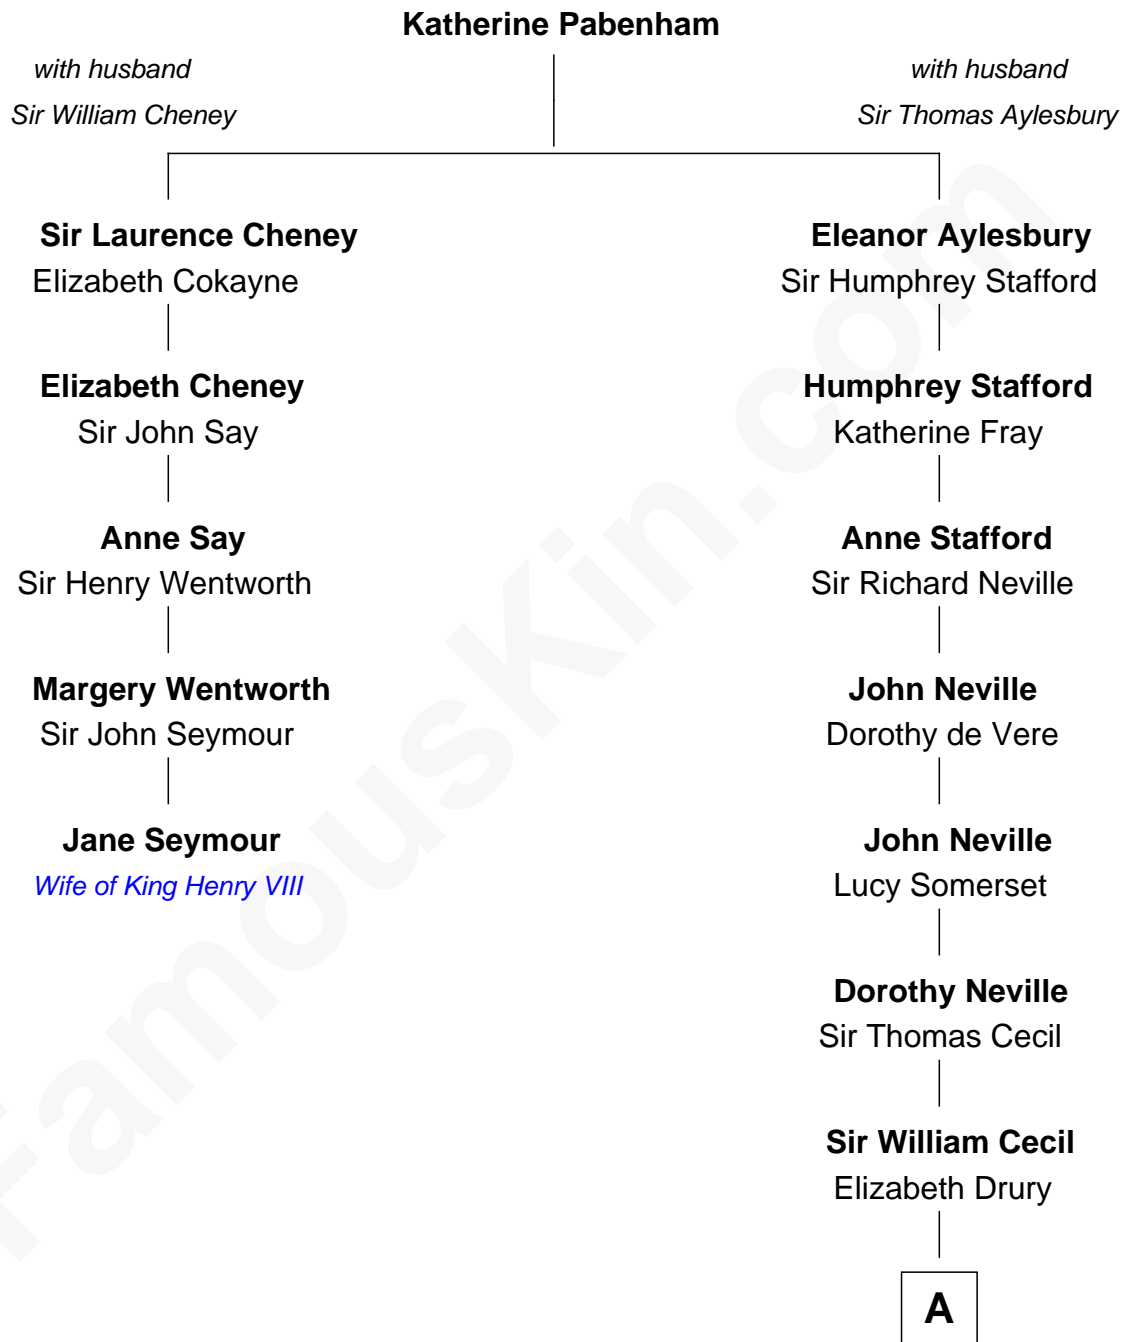 Katherine Pabenham
with husband
Sir William Cheney
with husband
Sir Thomas Aylesbury
Sir Laurence Cheney
Elizabeth Cokayne
Elizabeth Cheney
Sir John Say
Anne Say
Sir Henry Wentworth
Margery Wentworth
Sir John Seymour
Jane Seymour
Wife of King Henry VIII
Eleanor Aylesbury
Sir Humphrey Stafford
Humphrey Stafford
Katherine Fray
Anne Stafford
Sir Richard Neville
John Neville
Dorothy de Vere
John Neville
Lucy Somerset
Dorothy Neville
Sir Thomas Cecil
Sir William Cecil
Elizabeth Drury
A
FamousKin.com